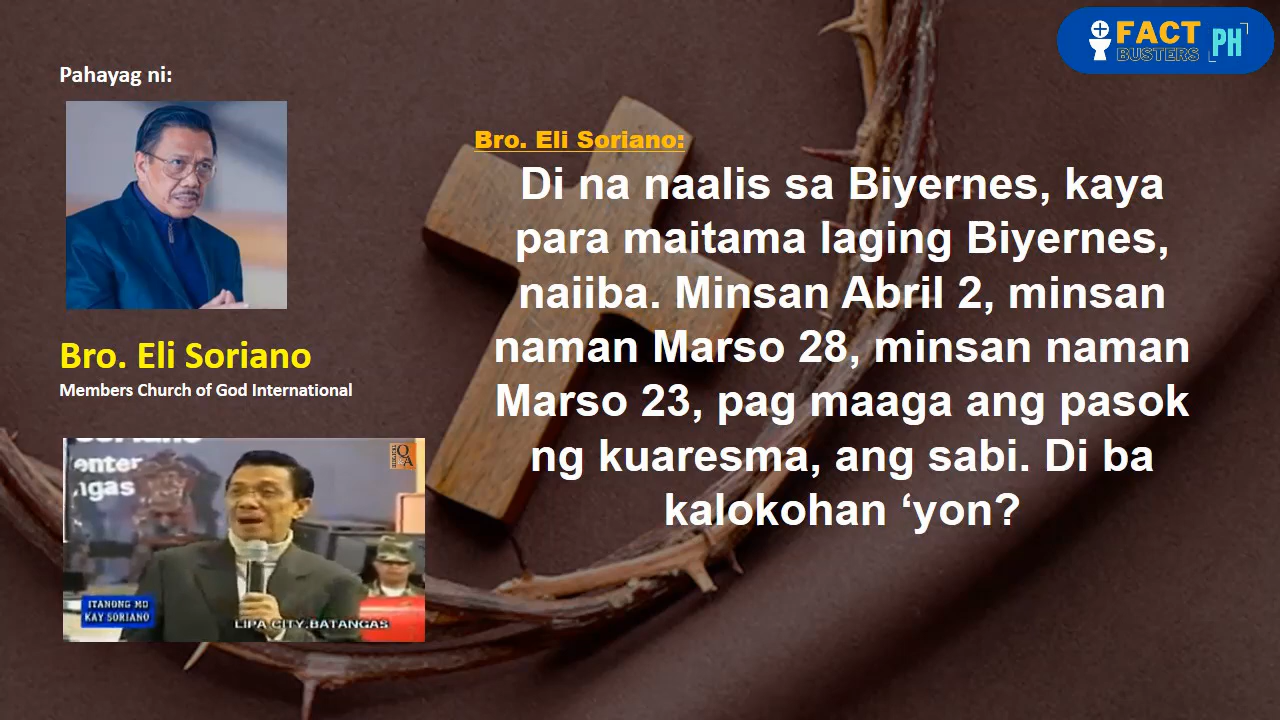 FACT
BUSTERS
PH
Pahayag ni:
Bro. Eli Soriano
Members Church of God International
enter
ngas
ITANONG MO
KAY SORIANO
LIPA CITY.BATANGAS
Bro. Eli Soriano:
Di na naalis sa Biyernes, kaya
para maitama laging Biyernes,
naiiba. Minsan Abril 2, minsan
naman Marso 28, minsan naman
Marso 23, pag maaga ang pasok
ng kuaresma, ang sabi. Di ba
kalokohan ‘yon?